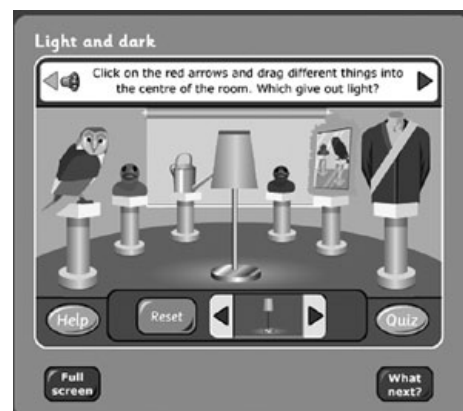 Light and dark
Click on the red arrows and drag different things into
the centre of the room. Which give out light?
Help
Reset
Quiz
Full
screen
What
next?